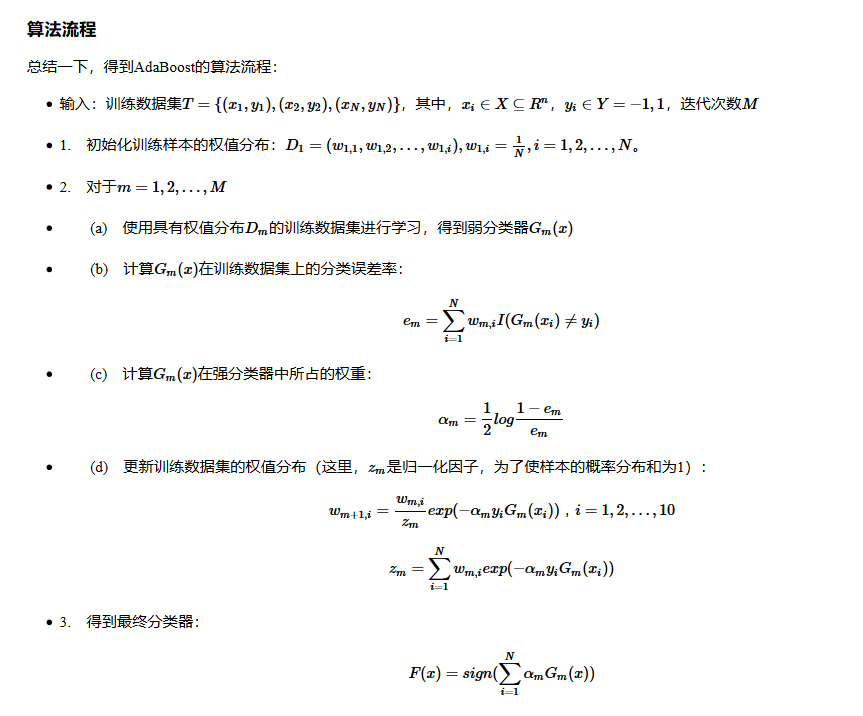 算法流程
总结一下，得到AdaBoost的算法流程：
• 输入：训练数据集$T = \{(x_1, y_1), (x_2, y_2), (x_N, y_N)\}$，其中，$x_i \in X \subseteq R^n$，$y_i \in Y = -1, 1$，迭代次数$M$
• 1. 初始化训练样本的权值分布：$D_1 = (w_{1,1}, w_{1,2}, \ldots, w_{1,i}), w_{1,i} = \frac{1}{N}, i = 1, 2, \ldots, N$。
• 2. 对于$m = 1, 2, \ldots, M$
• (a) 使用具有权值分布$D_m$的训练数据集进行学习，得到弱分类器$G_m(x)$
• (b) 计算$G_m(x)$在训练数据集上的分类误差率：
$e_m = \sum_{i=1}^{N} w_{m,i} I(G_m(x_i) \neq y_i)$
• (c) 计算$G_m(x)$在强分类器中所占的权重：
$\alpha_m = \frac{1}{2} log \frac{1 - e_m}{e_m}$
• (d) 更新训练数据集的权值分布（这里，$z_m$是归一化因子，为了使样本的概率分布和为1）：
$w_{m+1,i} = \frac{w_{m,i}}{z_m} exp(-\alpha_m y_i G_m(x_i))$，$i = 1, 2, \ldots, 10$
$z_m = \sum_{i=1}^{N} w_{m,i} exp(-\alpha_m y_i G_m(x_i))$
• 3. 得到最终分类器：
$F(x) = sign(\sum_{i=1}^{N} \alpha_m G_m(x))$